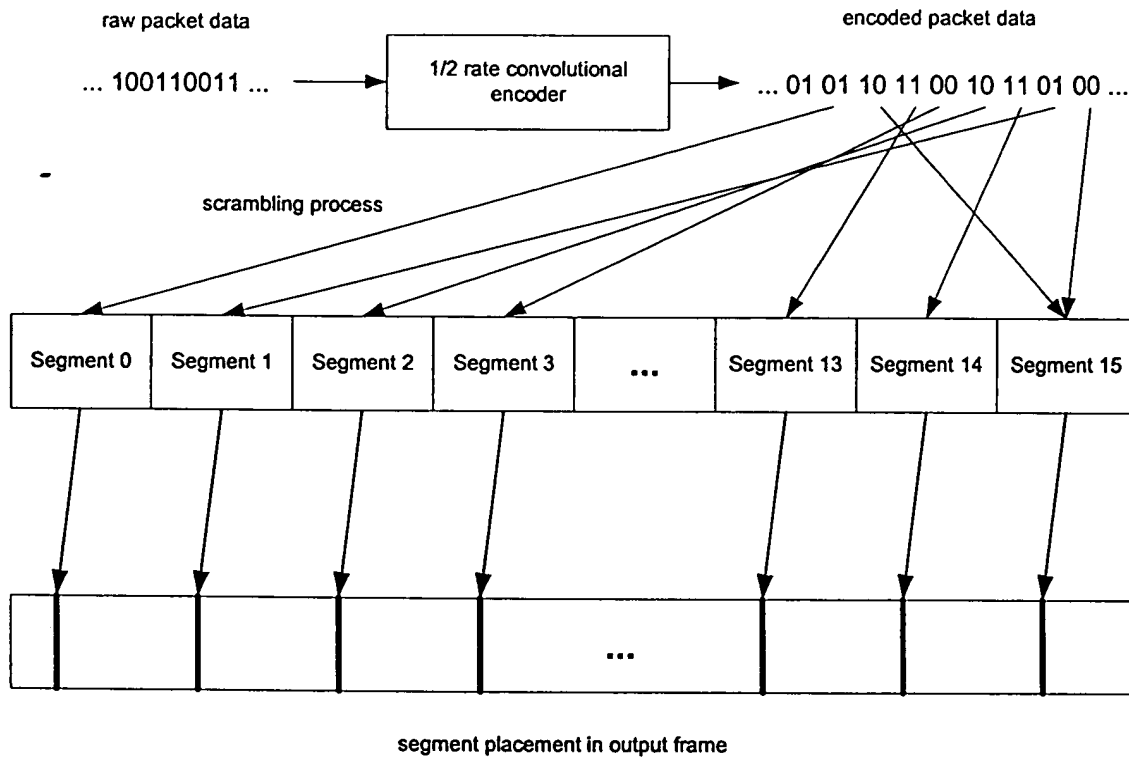 raw packet data
encoded packet data
... 100110011 ...
1/2 rate convolutional
encoder
... 01 01 10 11 00 10 11 01 00 ...
scrambling process
Segment 0
Segment 1
Segment 2
Segment 3
...
Segment 13
Segment 14
Segment 15
...
segment placement in output frame